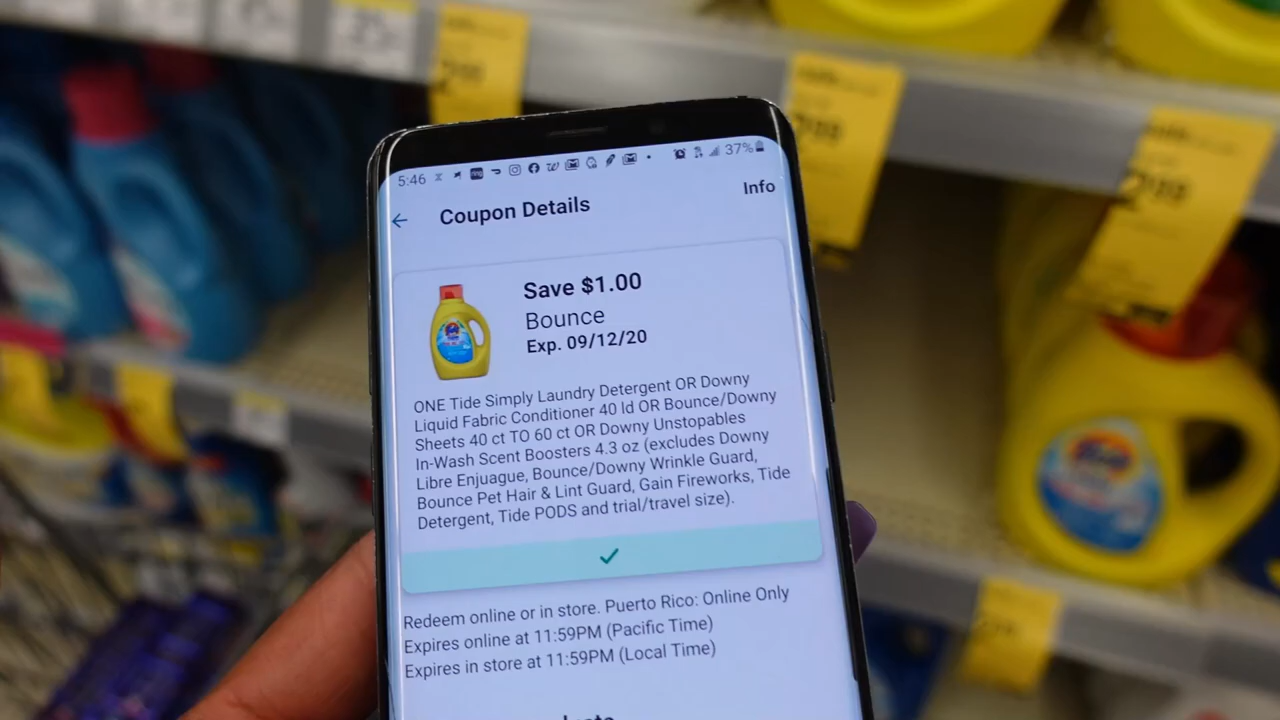 5:46
37%
Coupon Details
Info
Save $1.00
Bounce
Exp. 09/12/20
ONE Tide Simply Laundry Detergent OR Downy
Liquid Fabric Conditioner 40 ld OR Bounce/Downy
Sheets 40 ct TO 60 ct OR Downy Unstopables
In-Wash Scent Boosters 4.3 oz (excludes Downy
Libre Enjuague, Bounce/Downy Wrinkle Guard,
Bounce Pet Hair & Lint Guard, Gain Fireworks, Tide
Detergent, Tide PODS and trial/travel size).
Redeem online or in store. Puerto Rico: Online Only
Expires online at 11:59PM (Pacific Time)
Expires in store at 11:59PM (Local Time)
2.99
Tide